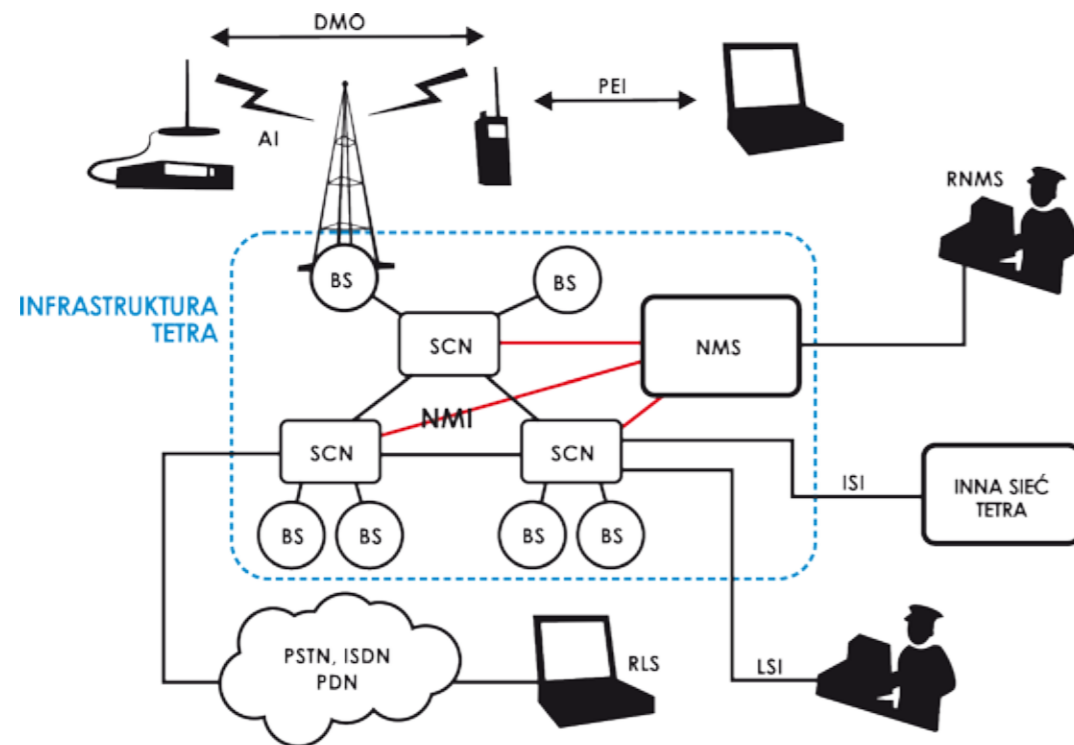 DMO
PEI
AI
RNMS
BS
BS
INFRASTRUKTURA
TETRA
SCN
NMS
NMI
SCN
SCN
ISI
INNA SIEĆ
TETRA
BS
BS
BS
BS
PSTN, ISDN
PDN
RLS
LSI